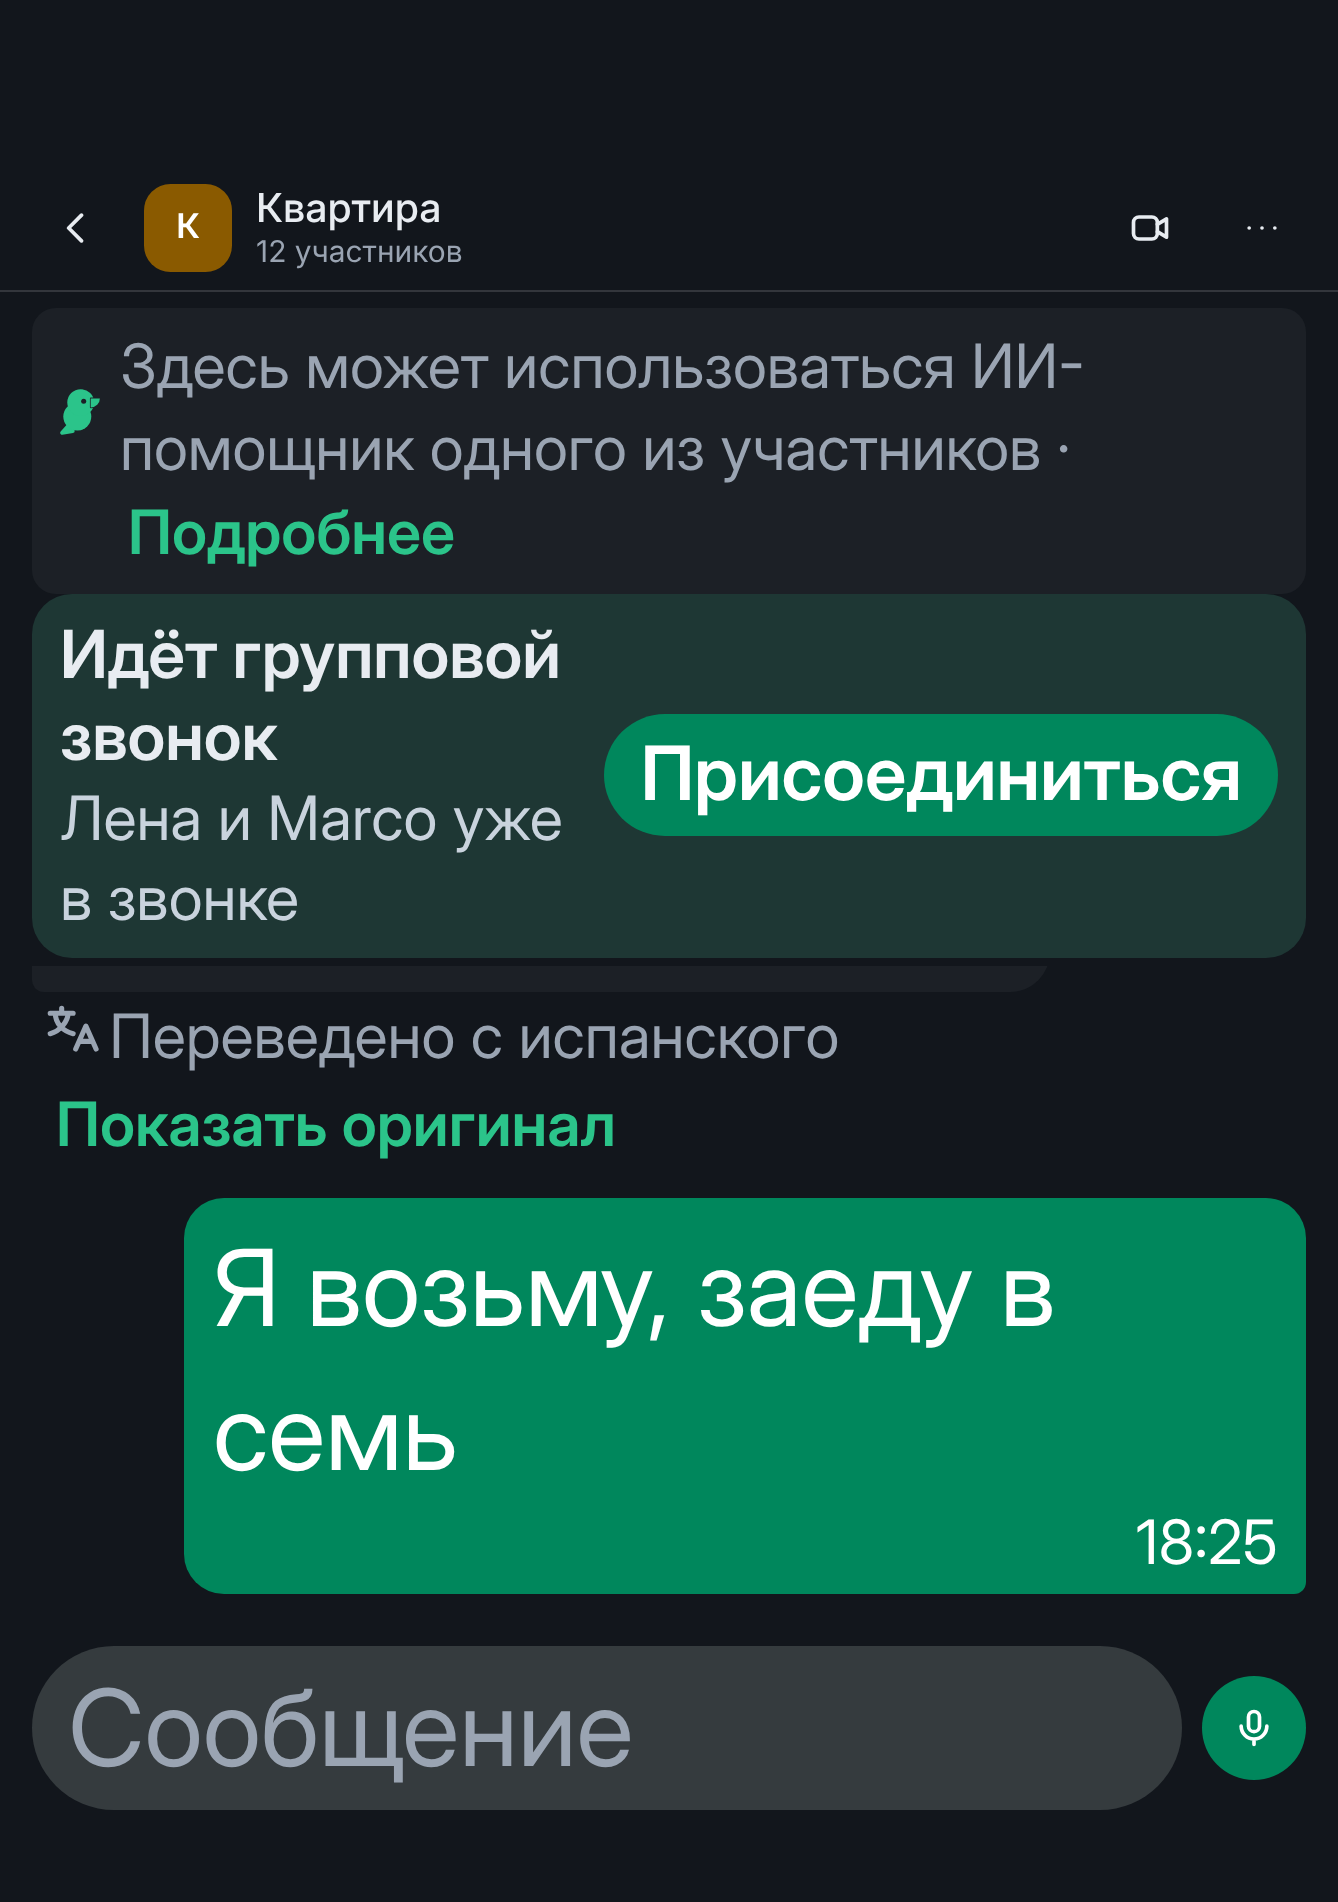 К
Квартира
12 участников
Здесь может использоваться ИИ-
помощник одного из участников ·
Подробнее
Идёт групповой
звонок
Лена и Marco уже
в звонке
Присоединиться
Переведено с испанского
Показать оригинал
Я возьму, заеду в
семь
18:25
Сообщение